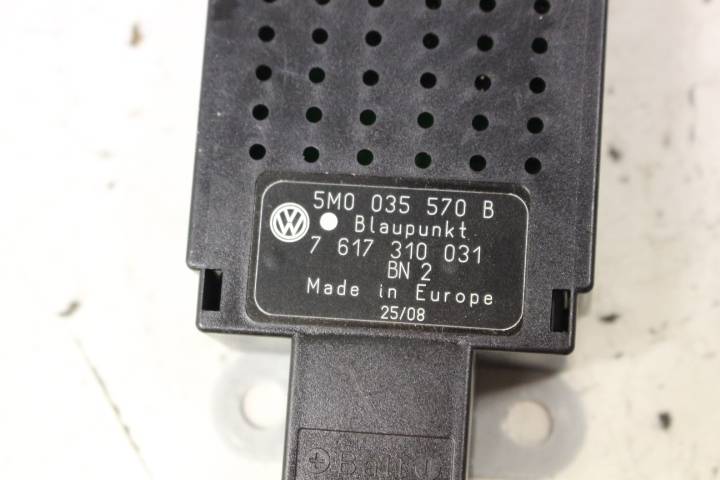 5M0 035 570 B
Blaupunkt
7 617 310 031
BN 2
Made in Europe
25/08